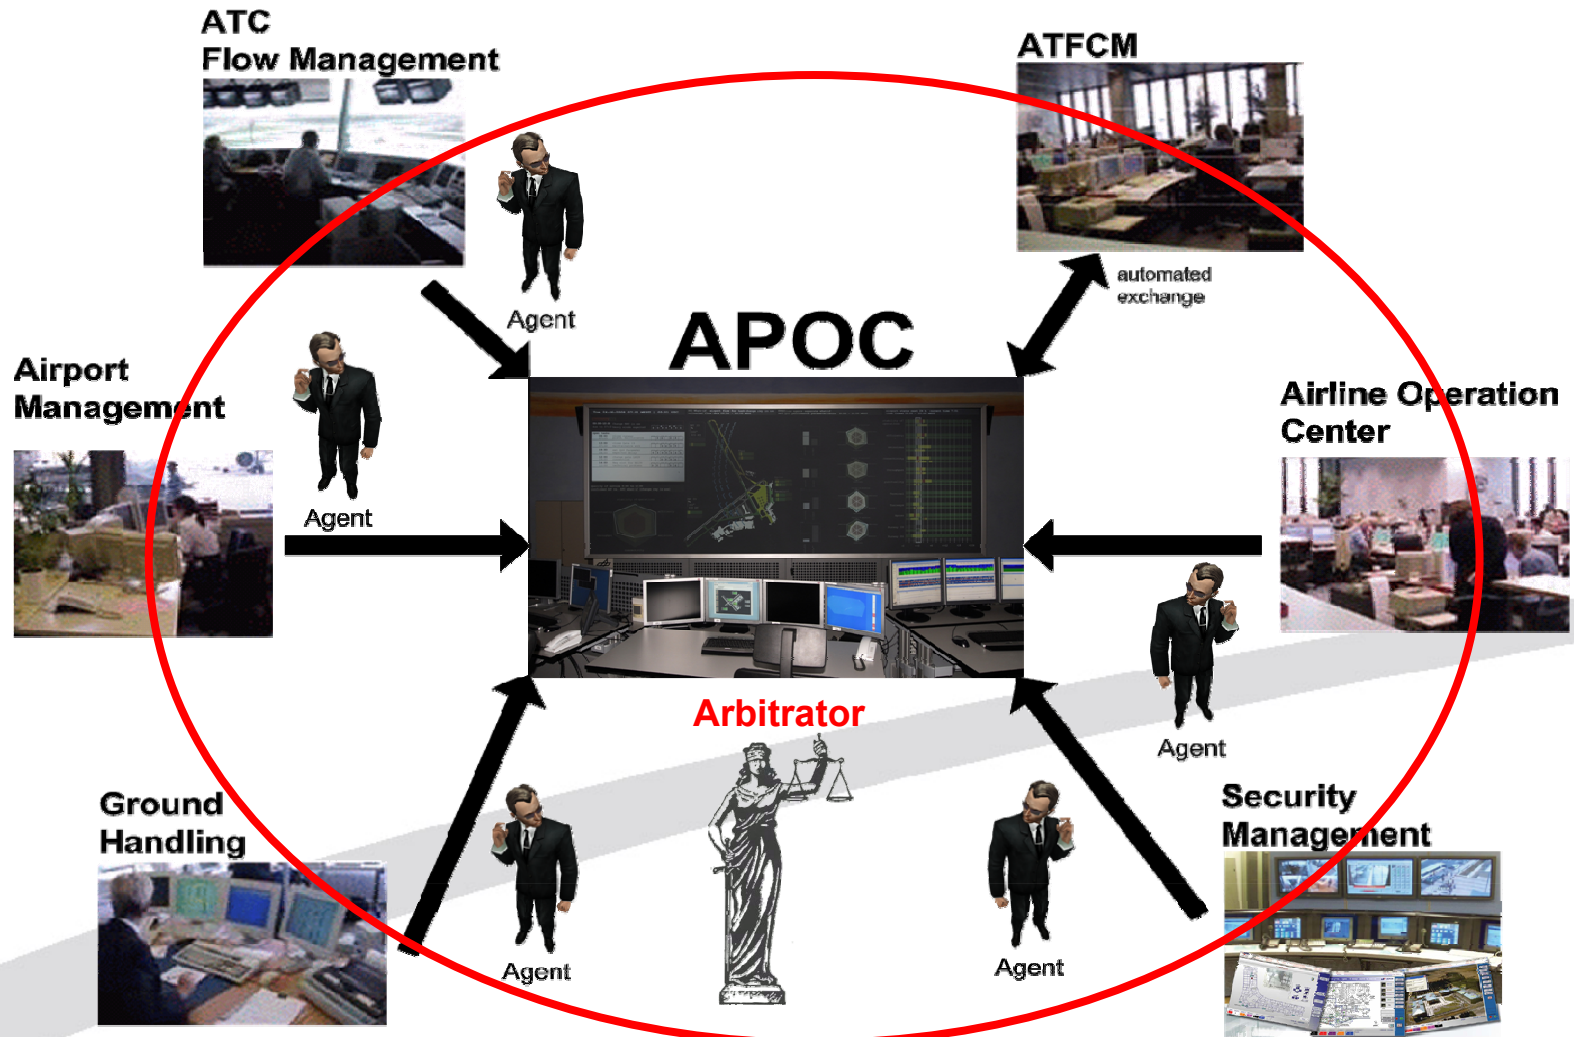 ATC
Flow Management
ATFCM
automated
exchange
Agent
APOC
Airport
Management
Agent
Airline Operation
Center
Arbitrator
Agent
Ground
Handling
Security
Management
Agent
Agent